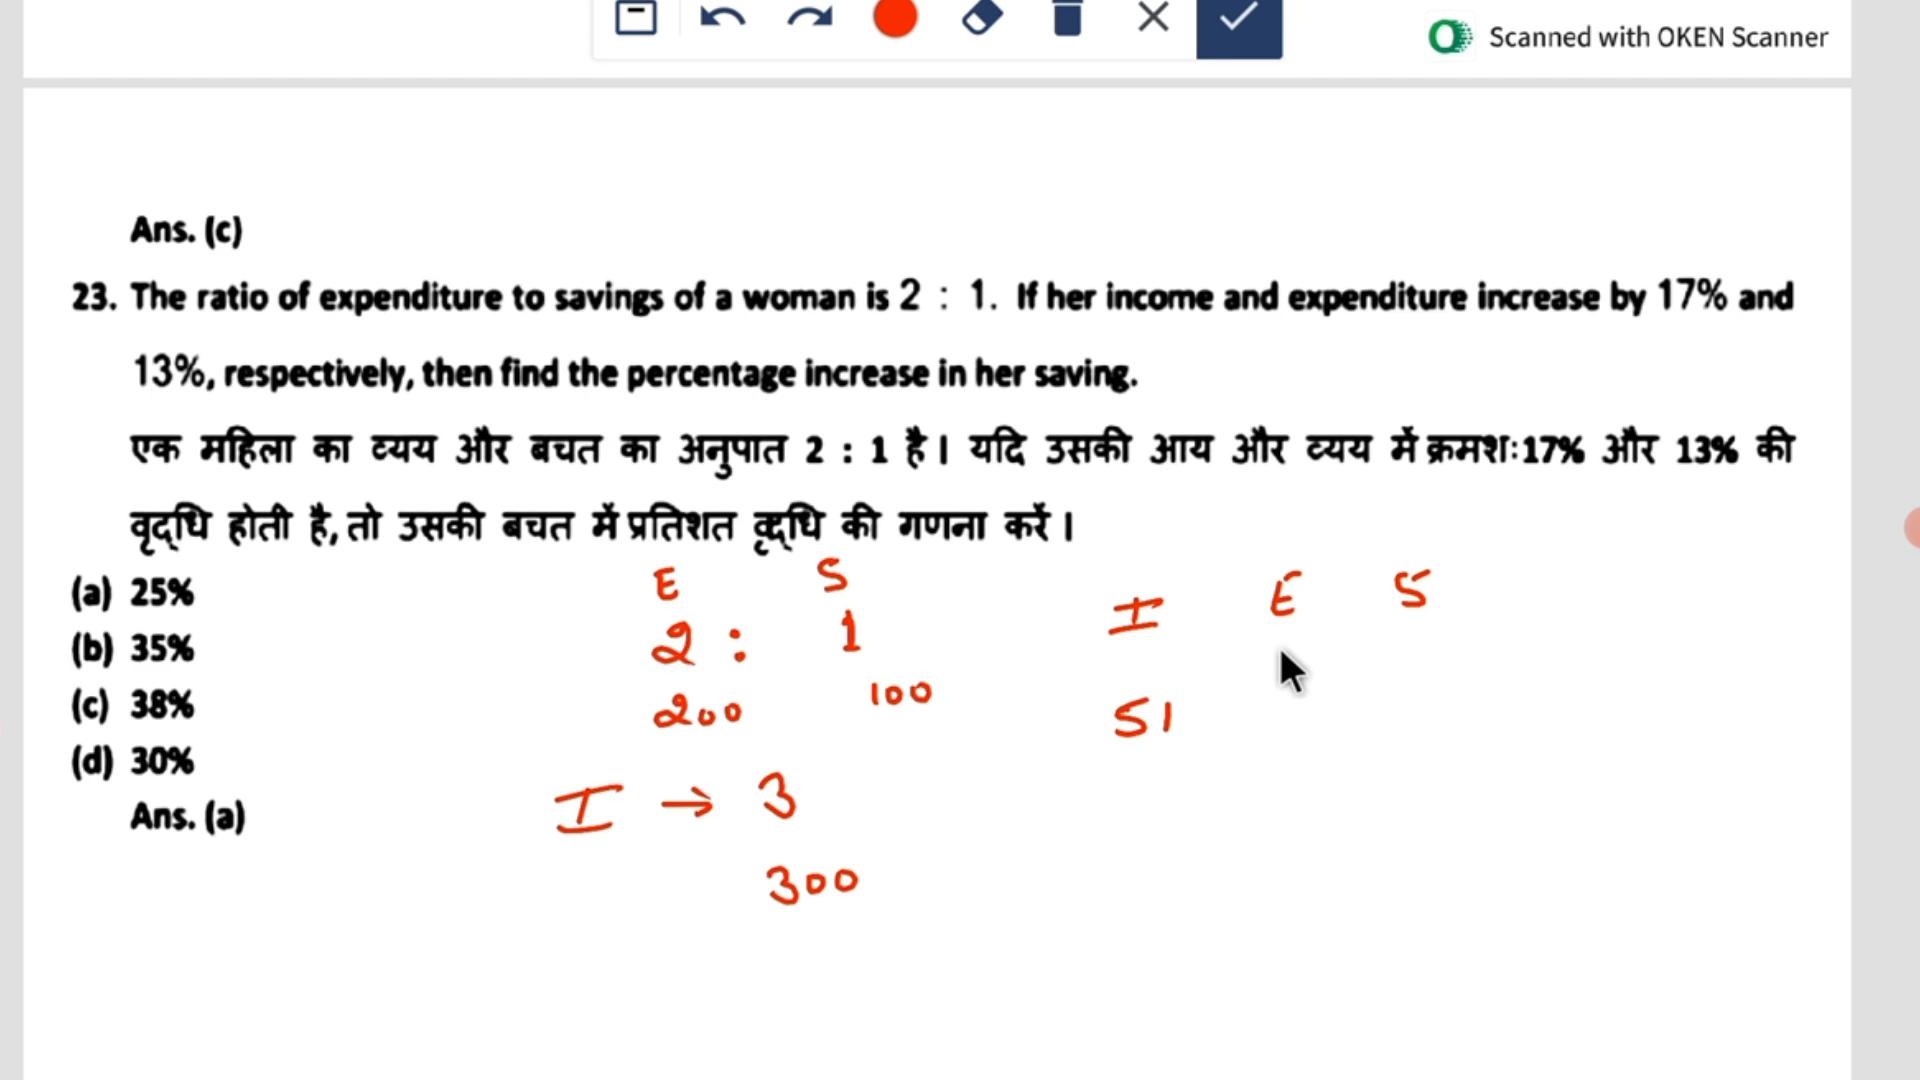 Scanned with OKEN Scanner
Ans. (c)
23. The ratio of expenditure to savings of a woman is 2 : 1. If her income and expenditure increase by 17% and
13%, respectively, then find the percentage increase in her saving.
एक महिला का व्यय और बचत का अनुपात 2 : 1 है। यदि उसकी आय और व्यय में क्रमश:17% और 13% की
वृद्धि होती है, तो उसकी बचत में प्रतिशत वृद्धि की गणना करें।
(a) 25%
(b) 35%
(c) 38%
(d) 30%
Ans. (a)
E S
2 : 1
200 100
I → 3
300
I E S
51